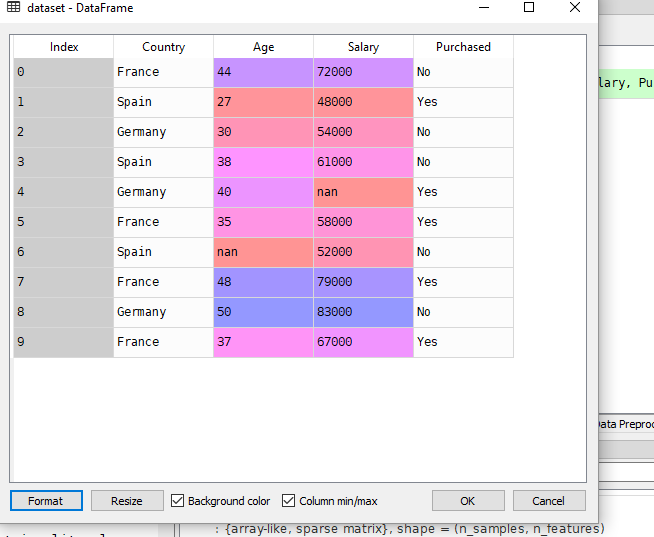 dataset - DataFrame
Index Country Age Salary Purchased
0 France 44 72000 No
1 Spain 27 48000 Yes
2 Germany 30 54000 No
3 Spain 38 61000 No
4 Germany 40 nan Yes
5 France 35 58000 Yes
6 Spain nan 52000 No
7 France 48 79000 Yes
8 Germany 50 83000 No
9 France 37 67000 Yes
lary, Pu
ata Preproc
Format Resize Background color Column min/max OK Cancel
: {array-like, sparse matrix}, shape = (n_samples, n_features)